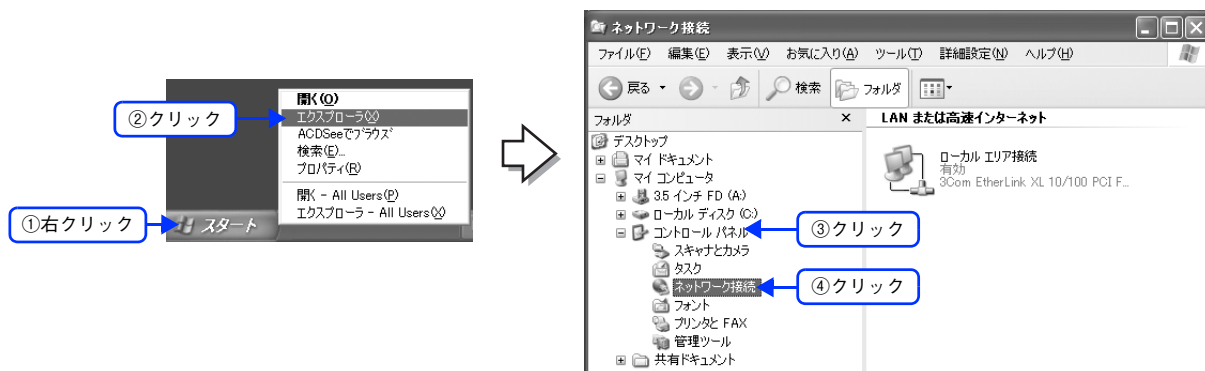 開く(O)
エクスプローラ(X)
ACDSeeでブラウズ
検索(E)...
プロパティ(R)
開く - All Users(P)
エクスプローラ - All Users(X)
②クリック
①右クリック
スタート
ネットワーク接続
ファイル(F) 編集(E) 表示(V) お気に入り(A) ツール(T) 詳細設定(N) ヘルプ(H)
戻る 検索 フォルダ
フォルダ ×
デスクトップ
マイ ドキュメント
マイ コンピュータ
3.5 インチ FD (A:)
ローカル ディスク (C:)
コントロール パネル
スキャナとカメラ
タスク
ネットワーク接続
フォント
プリンタと FAX
管理ツール
共有ドキュメント
③クリック
④クリック
LAN または高速インターネット
ローカル エリア接続
有効
3Com EtherLink XL 10/100 PCI F...